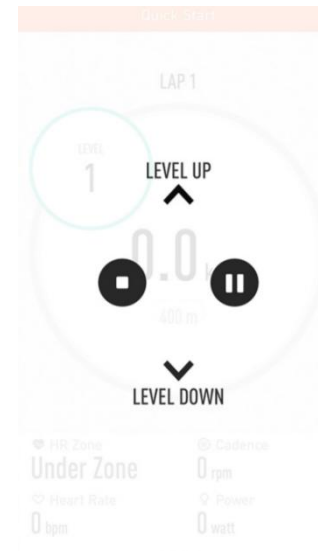 Quick Start
LAP 1
LEVEL
1
LEVEL UP
0.0 k
400 m
LEVEL DOWN
HR Zone
Cadence
Under Zone
0 rpm
Heart Rate
Power
0 bpm
0 watt